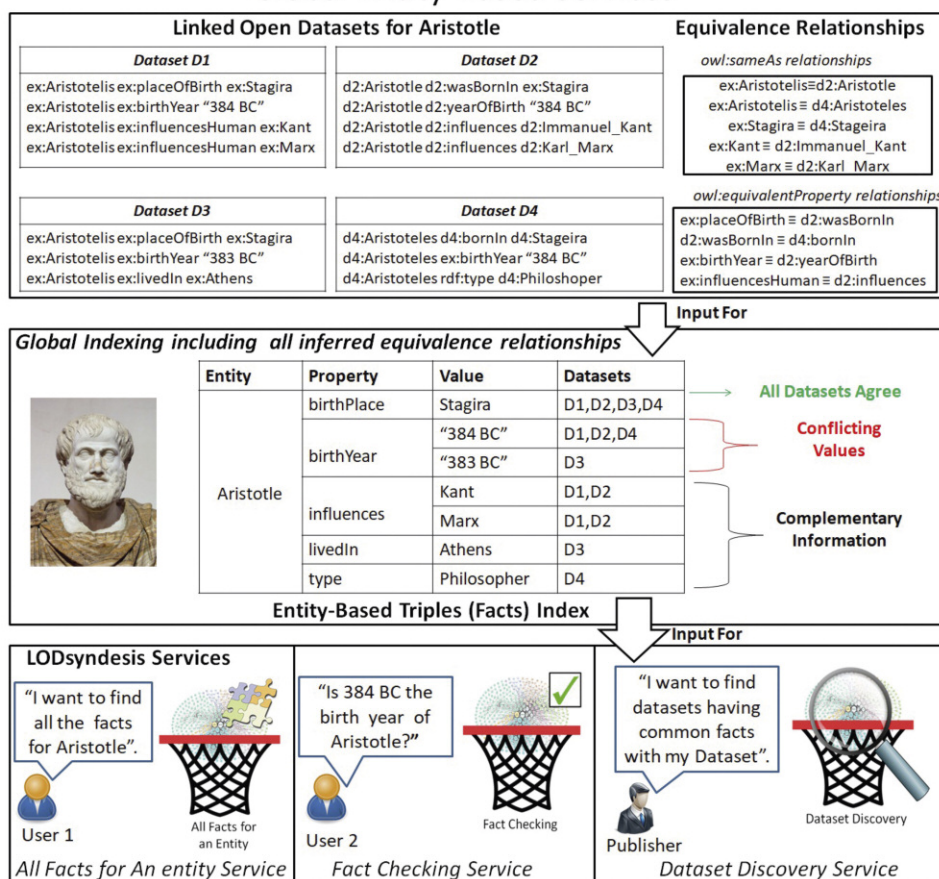 Linked Open Datasets for Aristotle
Dataset D1
ex:Aristotelis ex:placeOfBirth ex:Stagira
ex:Aristotelis ex:birthYear “384 BC”
ex:Aristotelis ex:influencesHuman ex:Kant
ex:Aristotelis ex:influencesHuman ex:Marx
Dataset D2
d2:Aristotle d2:wasBornIn ex:Stagira
d2:Aristotle d2:yearOfBirth “384 BC”
d2:Aristotle d2:influences d2:Immanuel_Kant
d2:Aristotle d2:influences d2:Karl_Marx
Dataset D3
ex:Aristotelis ex:placeOfBirth ex:Stagira
ex:Aristotelis ex:birthYear “383 BC”
ex:Aristotelis ex:livedIn ex:Athens
Dataset D4
d4:Aristoteles d4:bornIn d4:Stageira
d4:Aristoteles ex:birthYear “384 BC”
d4:Aristoteles rdf:type d4:Philoshoper
Equivalence Relationships
owl:sameAs relationships
ex:Aristotelis≡d2:Aristotle
ex:Aristotelis ≡ d4:Aristoteles
ex:Stagira ≡ d4:Stageira
ex:Kant ≡ d2:Immanuel_Kant
ex:Marx ≡ d2:Karl_Marx
owl:equivalentProperty relationships
ex:placeOfBirth ≡ d2:wasBornIn
d2:wasBornIn ≡ d4:bornIn
ex:birthYear ≡ d2:yearOfBirth
ex:influencesHuman ≡ d2:influences
Input For
Global Indexing including all inferred equivalence relationships
Entity Property Value Datasets
birthPlace Stagira D1,D2,D3,D4
All Datasets Agree
birthYear “384 BC” D1,D2,D4
“383 BC” D3
Conflicting
Values
Aristotle
influences Kant D1,D2
Marx D1,D2
livedIn Athens D3
type Philosopher D4
Complementary
Information
Entity-Based Triples (Facts) Index
Input For
LODsyndesis Services
“I want to find
all the facts
for Aristotle”.
User 1
All Facts for
an Entity
All Facts for An entity Service
“Is 384 BC the
birth year of
Aristotle?”
User 2
Fact Checking
Fact Checking Service
“I want to find
datasets having
common facts
with my Dataset”.
Publisher
Dataset Discovery
Dataset Discovery Service